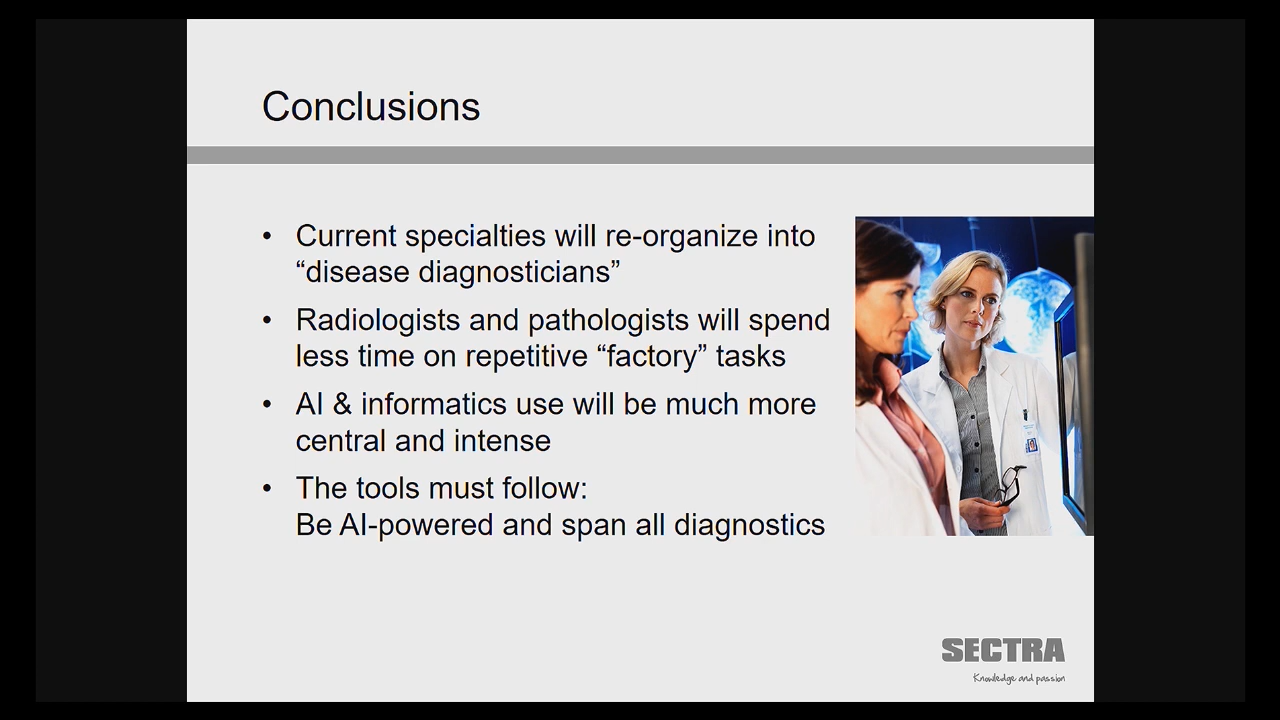 Conclusions
• Current specialties will re-organize into
“disease diagnosticians”
• Radiologists and pathologists will spend
less time on repetitive “factory” tasks
• AI & informatics use will be much more
central and intense
• The tools must follow:
Be AI-powered and span all diagnostics
SECTRA
Knowledge and passion